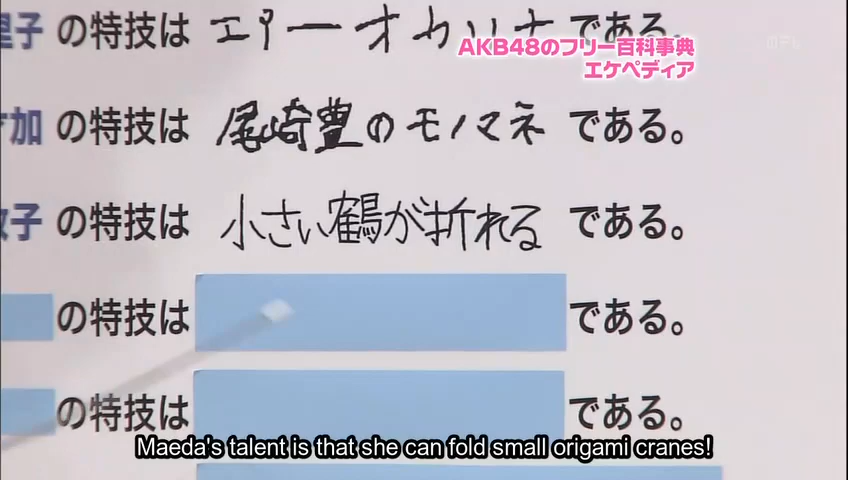 里子 の特技は エアーオカリナ である。
AKB48のフリー百科事典
エケペディア
才加 の特技は 尾崎豊のモノマネ である。
敦子 の特技は 小さい鶴が折れる である。
の特技は である。
の特技は である。
Maeda's talent is that she can fold small origami cranes!